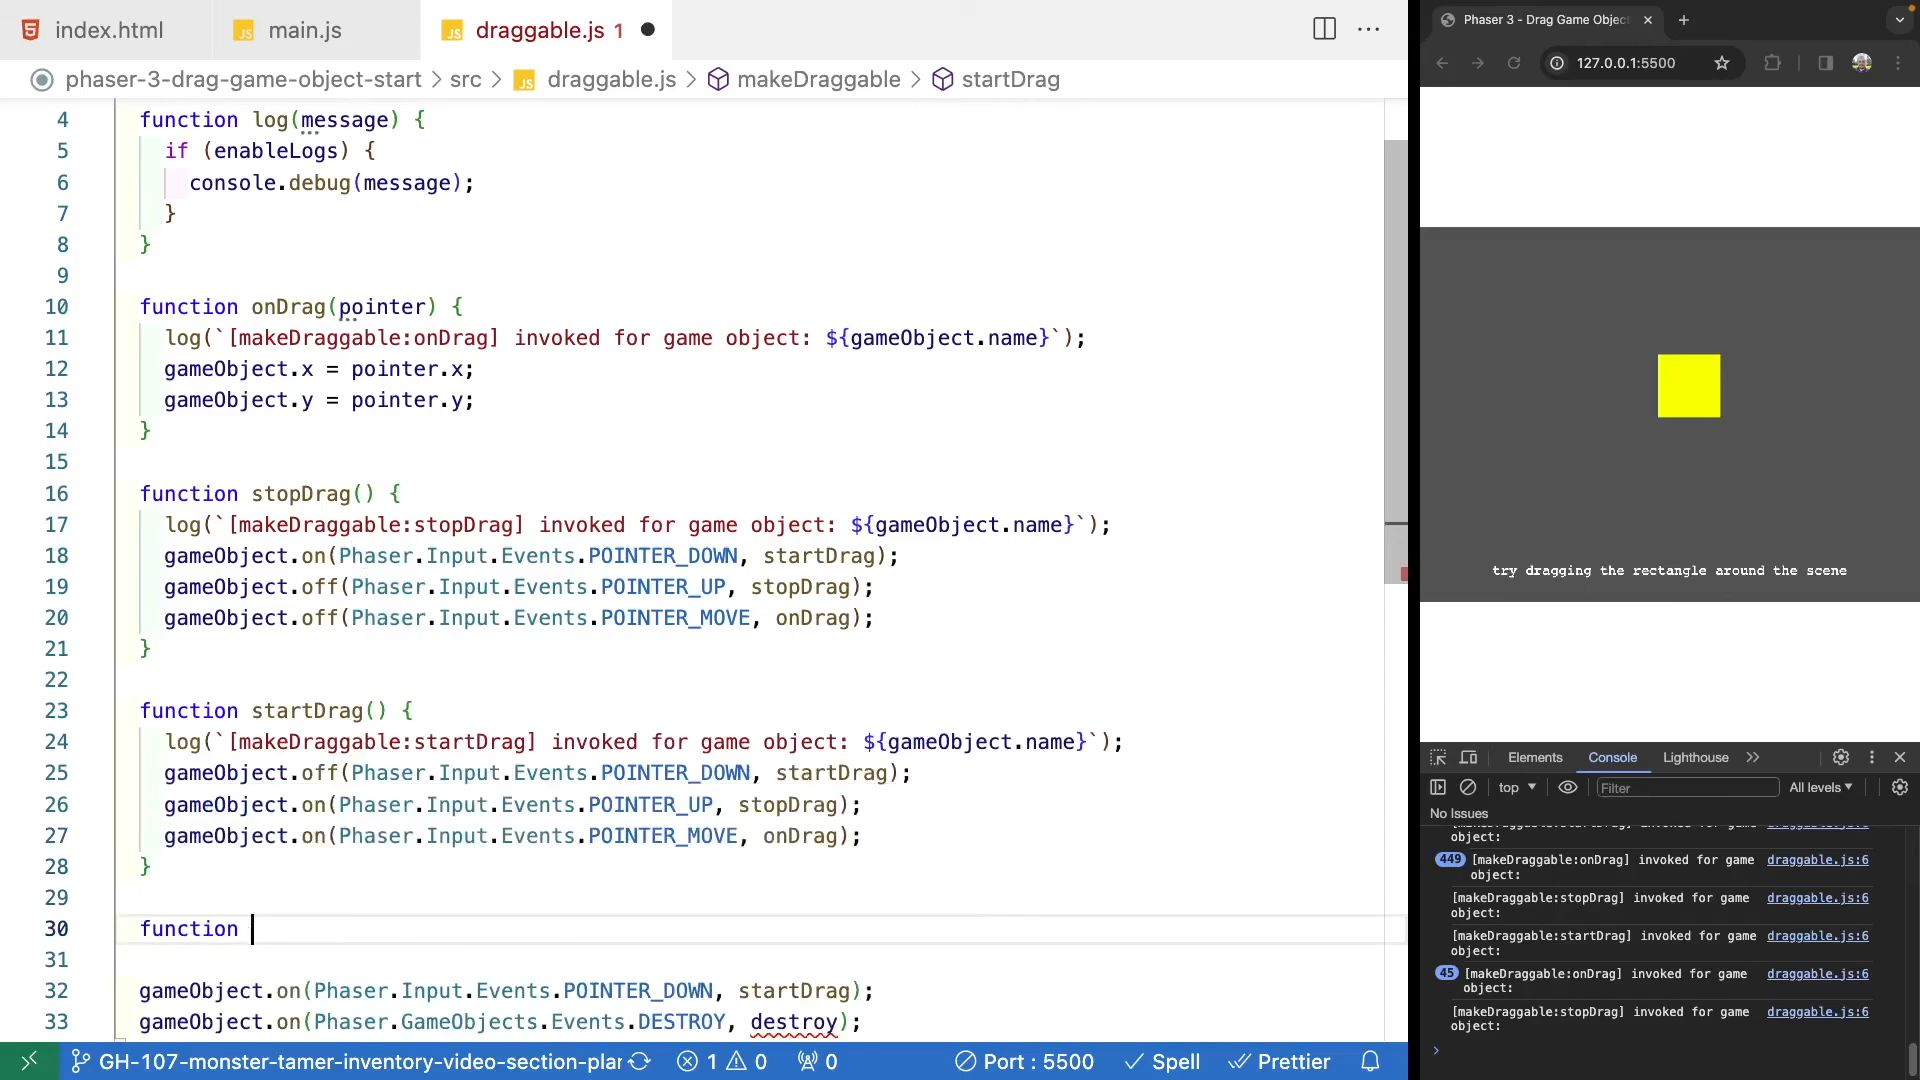 index.html
main.js
draggable.js 1
phaser-3-drag-game-object-start > src > draggable.js > makeDraggable > startDrag
4 function log(message) {
5 if (enableLogs) {
6 console.debug(message);
7 }
8 }
9
10 function onDrag(pointer) {
11 log(`[makeDraggable:onDrag] invoked for game object: ${gameObject.name}`);
12 gameObject.x = pointer.x;
13 gameObject.y = pointer.y;
14 }
15
16 function stopDrag() {
17 log(`[makeDraggable:stopDrag] invoked for game object: ${gameObject.name}`);
18 gameObject.on(Phaser.Input.Events.POINTER_DOWN, startDrag);
19 gameObject.off(Phaser.Input.Events.POINTER_UP, stopDrag);
20 gameObject.off(Phaser.Input.Events.POINTER_MOVE, onDrag);
21 }
22
23 function startDrag() {
24 log(`[makeDraggable:startDrag] invoked for game object: ${gameObject.name}`);
25 gameObject.off(Phaser.Input.Events.POINTER_DOWN, startDrag);
26 gameObject.on(Phaser.Input.Events.POINTER_UP, stopDrag);
27 gameObject.on(Phaser.Input.Events.POINTER_MOVE, onDrag);
28 }
29
30 function
31
32 gameObject.on(Phaser.Input.Events.POINTER_DOWN, startDrag);
33 gameObject.on(Phaser.GameObjects.Events.DESTROY, destroy);
GH-107-monster-tamer-inventory-video-section-plar 1 0 0 Port : 5500 Spell Prettier
Phaser 3 - Drag Game Object
127.0.0.1:5500
try dragging the rectangle around the scene
Elements Console Lighthouse
top Filter All levels
No Issues
[makeDraggable:startDrag] invoked for game draggable.js:6
object:
449 [makeDraggable:onDrag] invoked for game draggable.js:6
object:
[makeDraggable:stopDrag] invoked for game draggable.js:6
object:
[makeDraggable:startDrag] invoked for game draggable.js:6
object:
45 [makeDraggable:onDrag] invoked for game draggable.js:6
object:
[makeDraggable:stopDrag] invoked for game draggable.js:6
object: